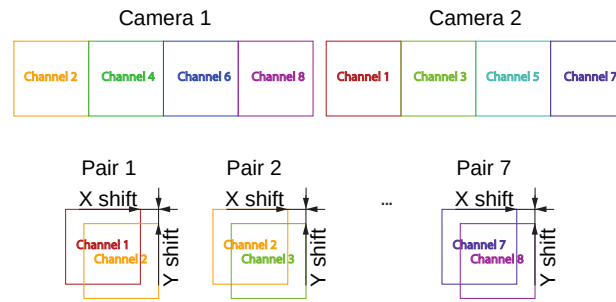 Camera 1 Camera 2
Channel 2 Channel 4 Channel 6 Channel 8 Channel 1 Channel 3 Channel 5 Channel 7
Pair 1 Pair 2 Pair 7
X shift X shift ... X shift
Channel 1 Channel 2 Channel 7
Channel 2 Channel 3 Channel 8
Y shift Y shift Y shift